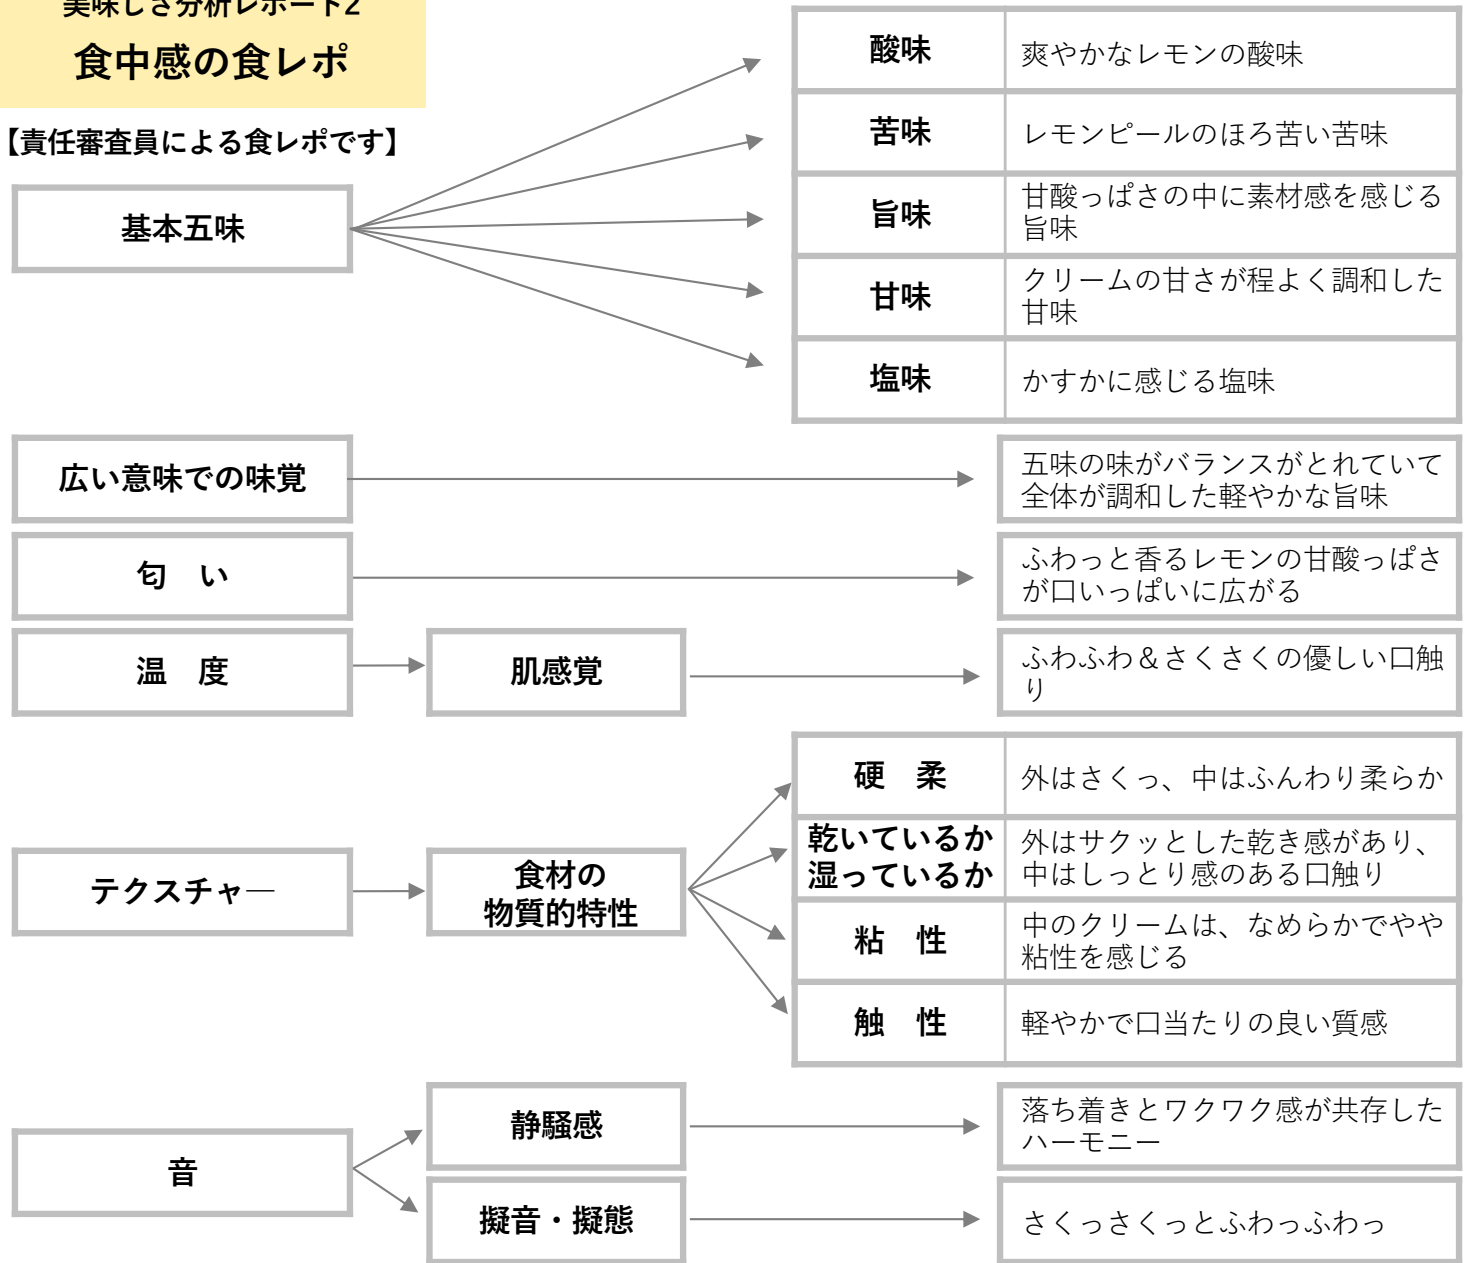 美味しさ分析レポート2
食中感の食レポ
【責任審査員による食レポです】
基本五味
酸味
爽やかなレモンの酸味
苦味
レモンピールのほろ苦い苦味
旨味
甘酸っぱさの中に素材感を感じる
旨味
甘味
クリームの甘さが程よく調和した
甘味
塩味
かすかに感じる塩味
広い意味での味覚
五味の味がバランスがとれていて
全体が調和した軽やかな旨味
匂　い
ふわっと香るレモンの甘酸っぱさ
が口いっぱいに広がる
温　度
肌感覚
ふわふわ＆さくさくの優しい口触
り
テクスチャ―
食材の
物質的特性
硬　柔
外はさくっ、中はふんわり柔らか
乾いているか
湿っているか
外はサクッとした乾き感があり、
中はしっとり感のある口触り
粘　性
中のクリームは、なめらかでやや
粘性を感じる
触　性
軽やかで口当たりの良い質感
音
静騒感
落ち着きとワクワク感が共存した
ハーモニー
擬音・擬態
さくっさくっとふわっふわっ